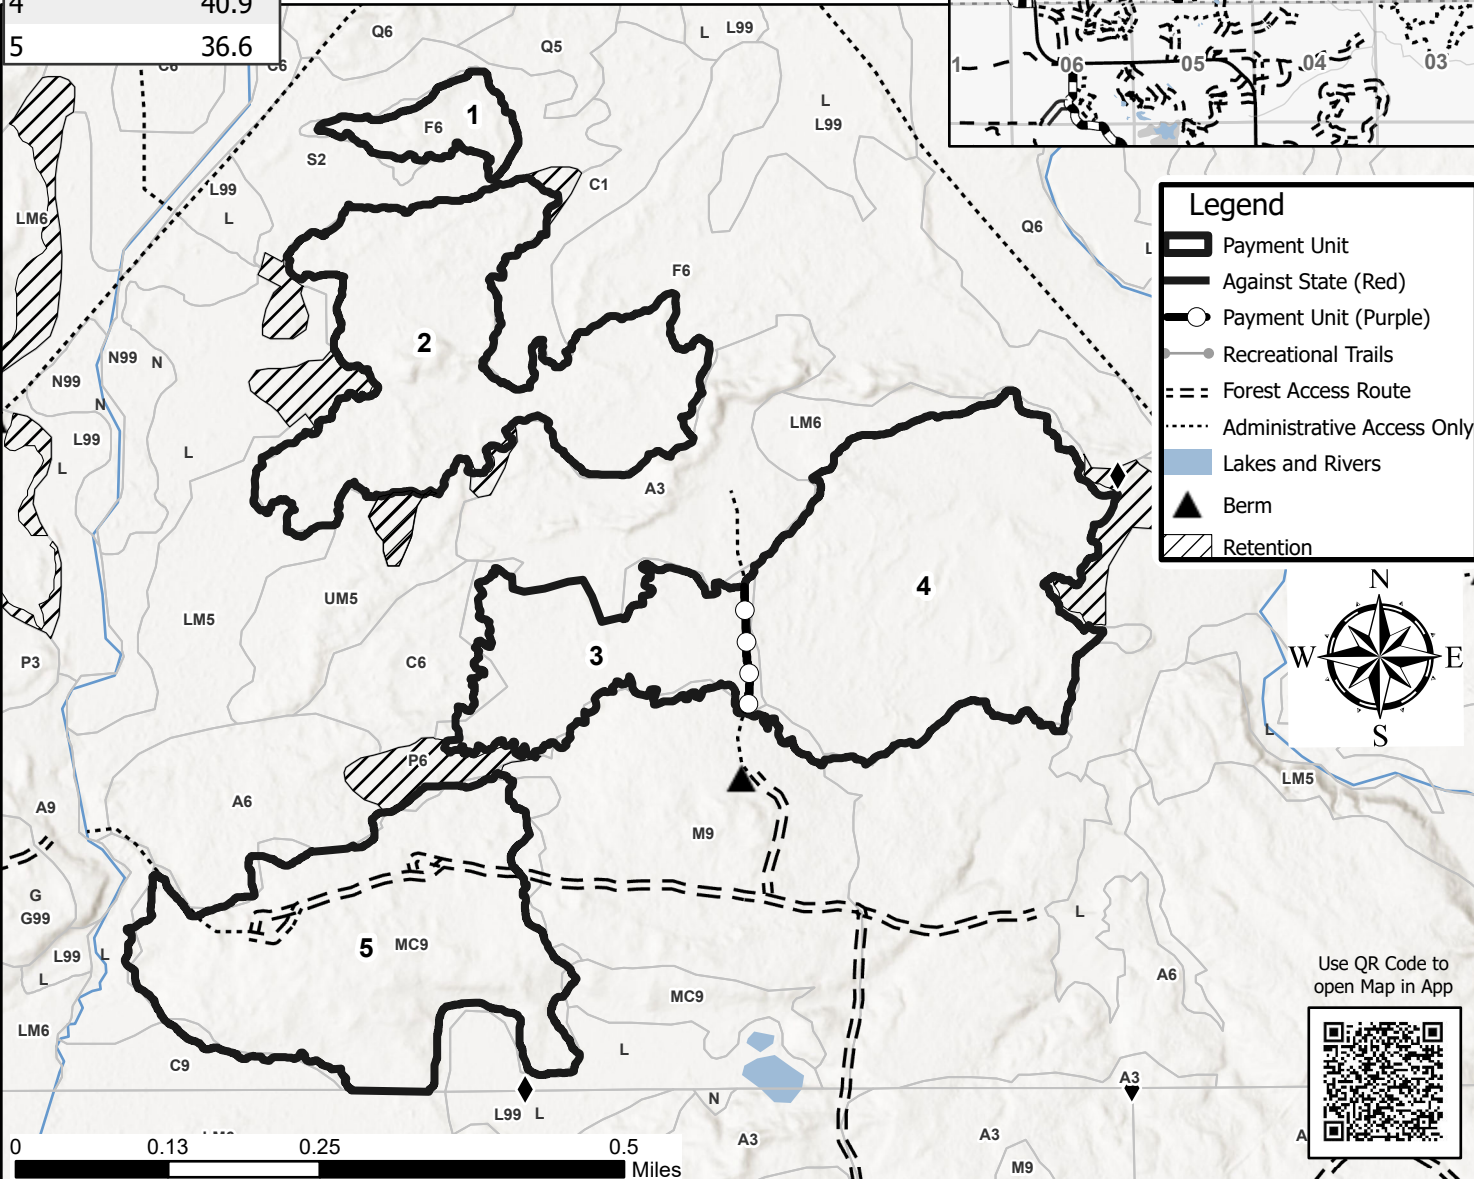 4 40.9
5 36.6
C6
C6
Q6
Q5
L
L99
1
06
05
04
03
1
F6
S2
L
L99
C1
L99
L
LM6
Q6
L
F6
Legend
Payment Unit
Against State (Red)
Payment Unit (Purple)
Recreational Trails
Forest Access Route
Administrative Access Only
Lakes and Rivers
Berm
Retention
2
N99
N
N99
N
L99
L
L
LM6
A3
4
UM5
LM5
C6
3
P3
N
W
E
S
L
LM5
P6
A9
A6
M9
G
G99
L
5
MC9
L99
L
L
A6
MC9
Use QR Code to
open Map in App
LM6
C9
L
A3
N
L99
L
A3
A3
A
M9
0 0.13 0.25 0.5
Miles